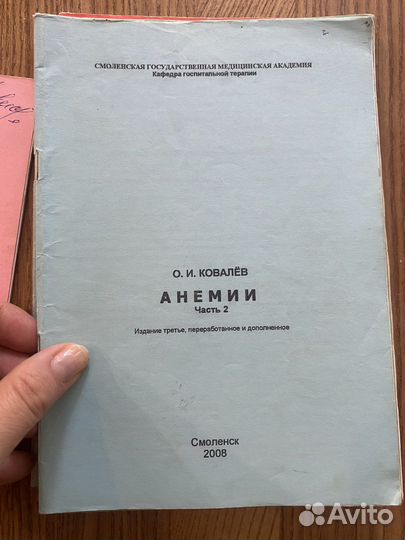 СМОЛЕНСКАЯ ГОСУДАРСТВЕННАЯ МЕДИЦИНСКАЯ АКАДЕМИЯ
Кафедра госпитальной терапии
О. И. КОВАЛЁВ
АНЕМИИ
Часть 2
Издание третье, переработанное и дополненное
Смоленск
2008
Avito